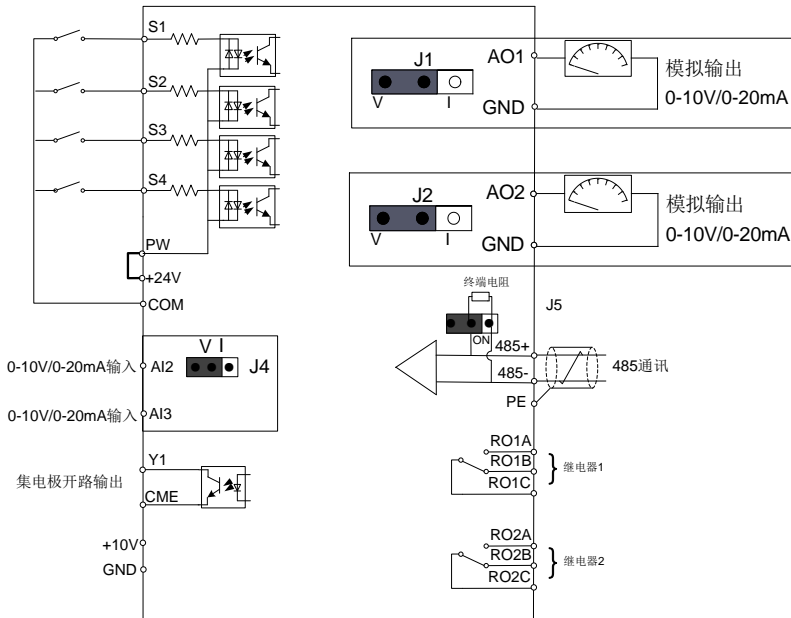 S1
S2
S3
S4
PW
+24V
COM
V I
J4
0-10V/0-20mA输入
AI2
0-10V/0-20mA输入
AI3
Y1
集电极开路输出
CME
+10V
GND
J1
V
I
AO1
GND
模拟输出
0-10V/0-20mA
J2
V
I
AO2
GND
模拟输出
0-10V/0-20mA
终端电阻
J5
ON
485+
485-
485通讯
PE
RO1A
RO1B
RO1C
继电器1
RO2A
RO2B
RO2C
继电器2